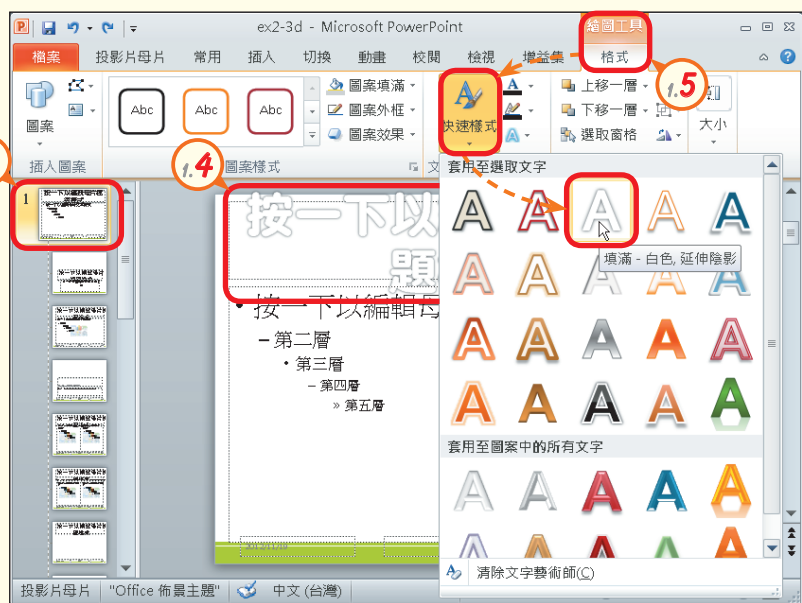 ex2-3d - Microsoft PowerPoint
繪圖工具
檔案 投影片母片 常用 插入 切換 動畫 校閱 檢視 增益集 格式
1.5
圖案
插入圖案
Abc Abc Abc
圖案填滿
圖案外框
圖案效果
圖案樣式
快速樣式
上移一層
下移一層
選取窗格
大小
1.4
套用至選取文字
1
按一下以
題
填滿 - 白色, 延伸陰影
• 按一下以編輯母
– 第二層
• 第三層
– 第四層
» 第五層
套用至圖案中的所有文字
2012/11/19
清除文字藝術師(C)
投影片母片 "Office 佈景主題" 中文 (台灣)